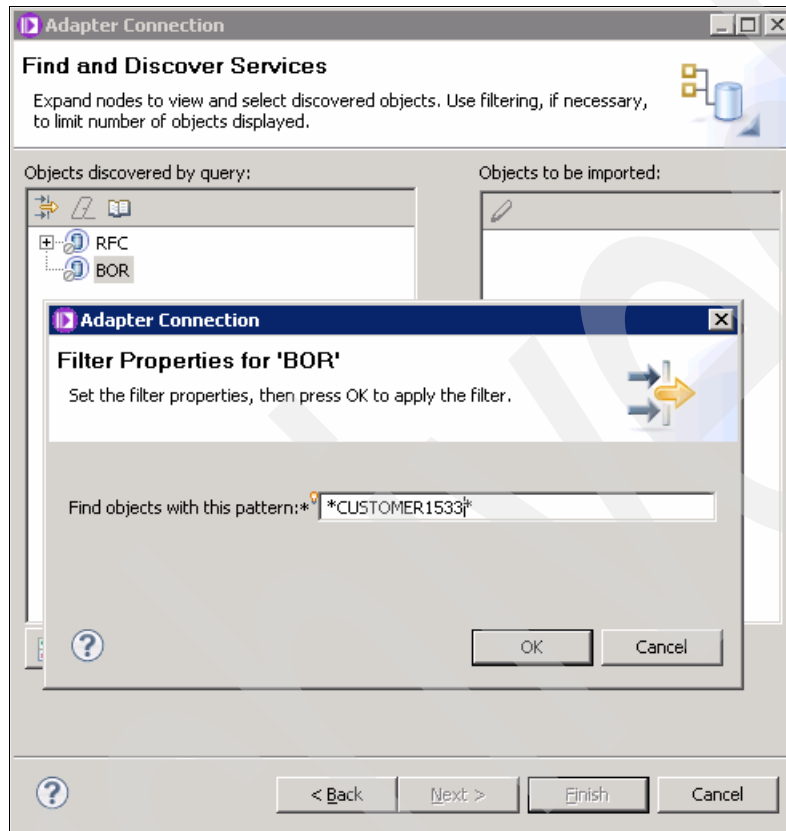 Adapter Connection
Find and Discover Services
Expand nodes to view and select discovered objects. Use filtering, if necessary,
to limit number of objects displayed.
Objects discovered by query:
Objects to be imported:
RFC
BOR
Adapter Connection
Filter Properties for 'BOR'
Set the filter properties, then press OK to apply the filter.
Find objects with this pattern:* *CUSTOMER1533*
OK Cancel
< Back Next > Finish Cancel